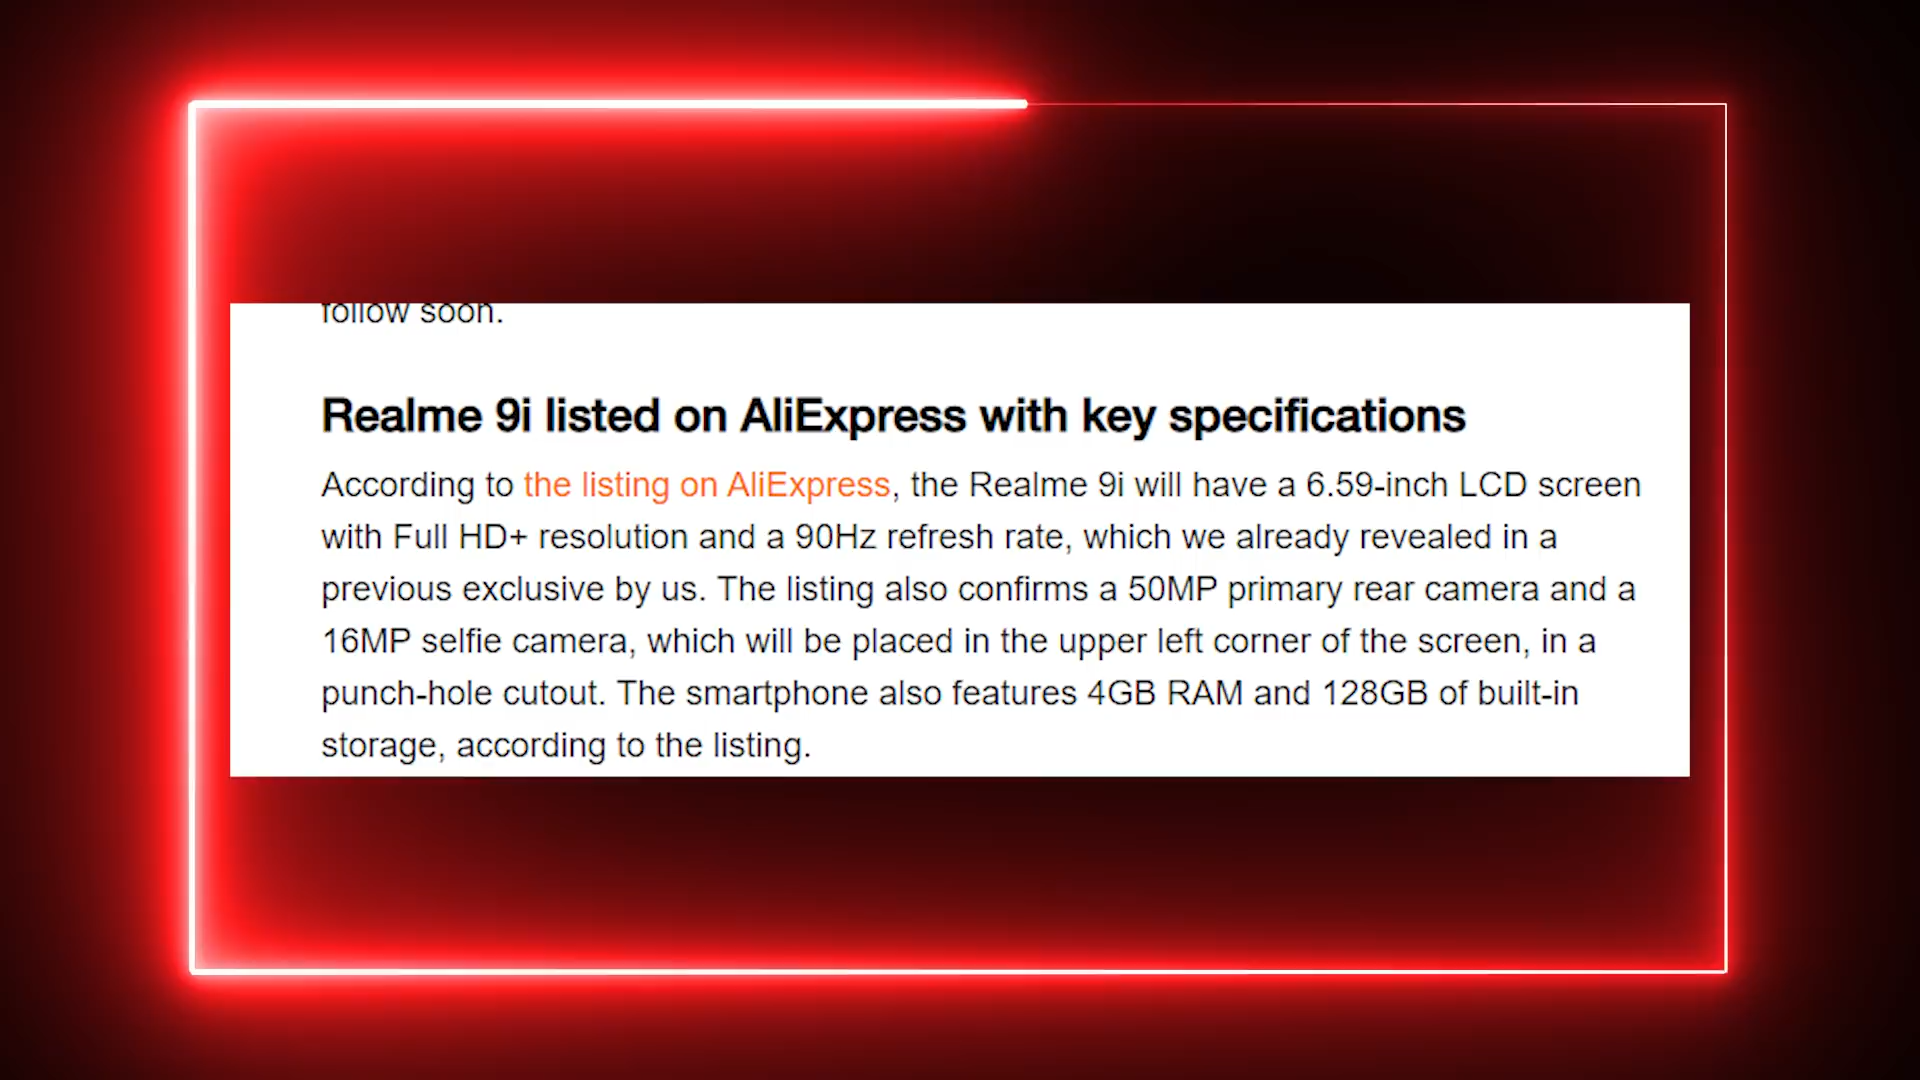 follow soon.
Realme 9i listed on AliExpress with key specifications
According to the listing on AliExpress, the Realme 9i will have a 6.59-inch LCD screen
with Full HD+ resolution and a 90Hz refresh rate, which we already revealed in a
previous exclusive by us. The listing also confirms a 50MP primary rear camera and a
16MP selfie camera, which will be placed in the upper left corner of the screen, in a
punch-hole cutout. The smartphone also features 4GB RAM and 128GB of built-in
storage, according to the listing.